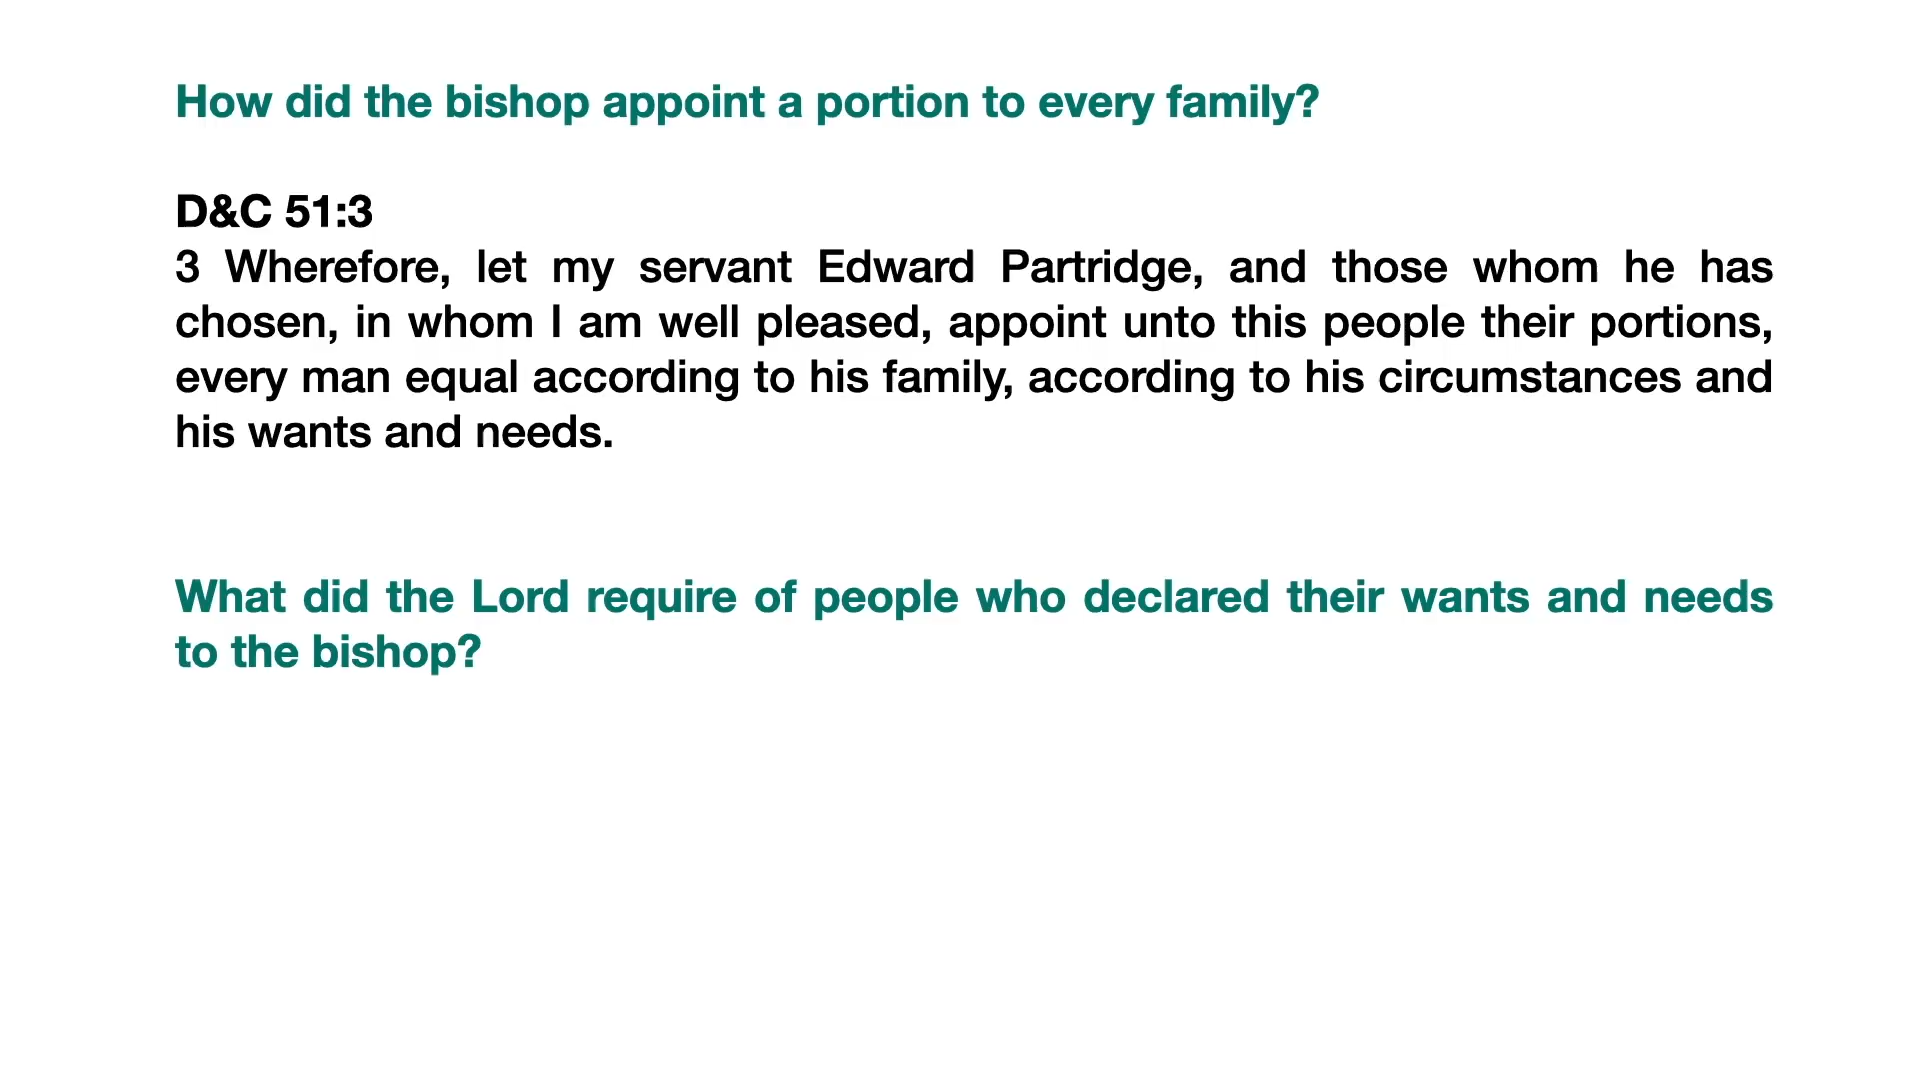 How did the bishop appoint a portion to every family?
D&C 51:3
3 Wherefore, let my servant Edward Partridge, and those whom he has
chosen, in whom I am well pleased, appoint unto this people their portions,
every man equal according to his family, according to his circumstances and
his wants and needs.
What did the Lord require of people who declared their wants and needs
to the bishop?